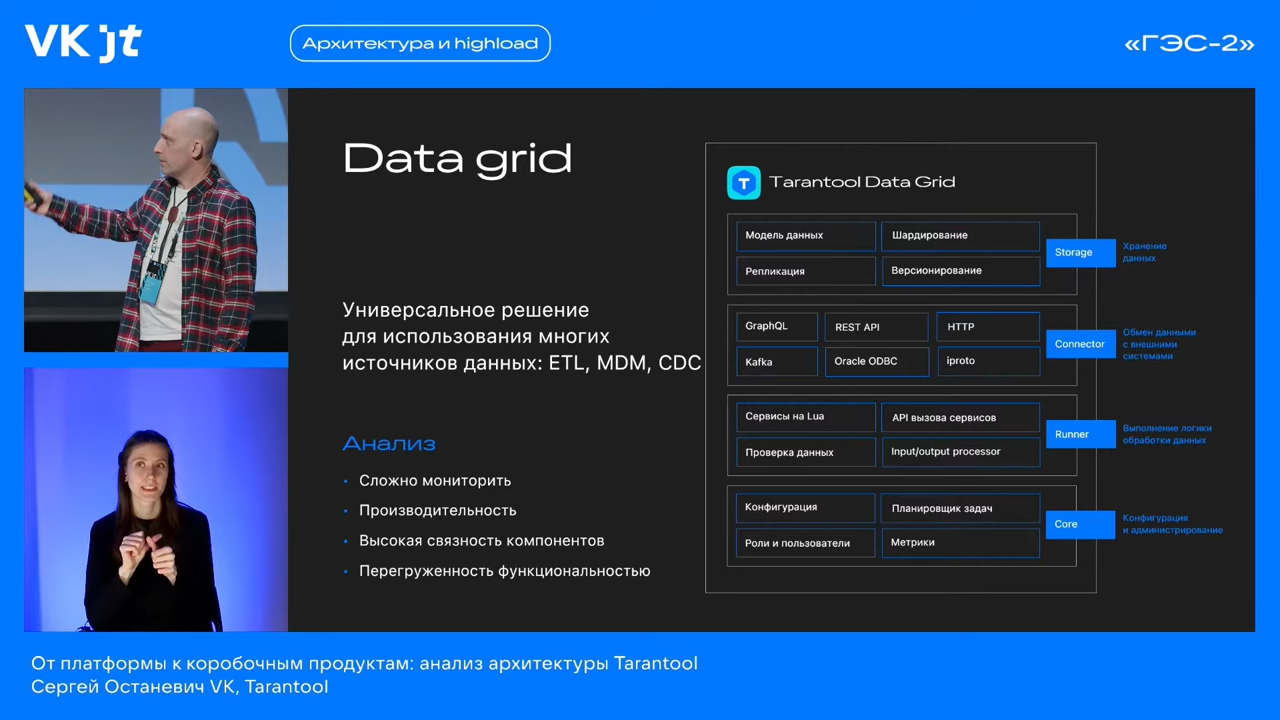 VK jt
Архитектура и highload
«ГЭС-2»
Data grid
Универсальное решение
для использования многих
источников данных: ETL, MDM, CDC
Анализ
• Сложно мониторить
• Производительность
• Высокая связность компонентов
• Перегруженность функциональностью
T Tarantool Data Grid
Модель данных
Шардирование
Репликация
Версионирование
Storage
Хранение
данных
GraphQL
REST API
HTTP
Kafka
Oracle ODBC
iproto
Connector
Обмен данными
с внешними
системами
Сервисы на Lua
API вызова сервисов
Проверка данных
Input/output processor
Runner
Выполнение логики
обработки данных
Конфигурация
Планировщик задач
Роли и пользователи
Метрики
Core
Конфигурация
и администрирование
От платформы к коробочным продуктам: анализ архитектуры Tarantool
Сергей Останевич VK, Tarantool